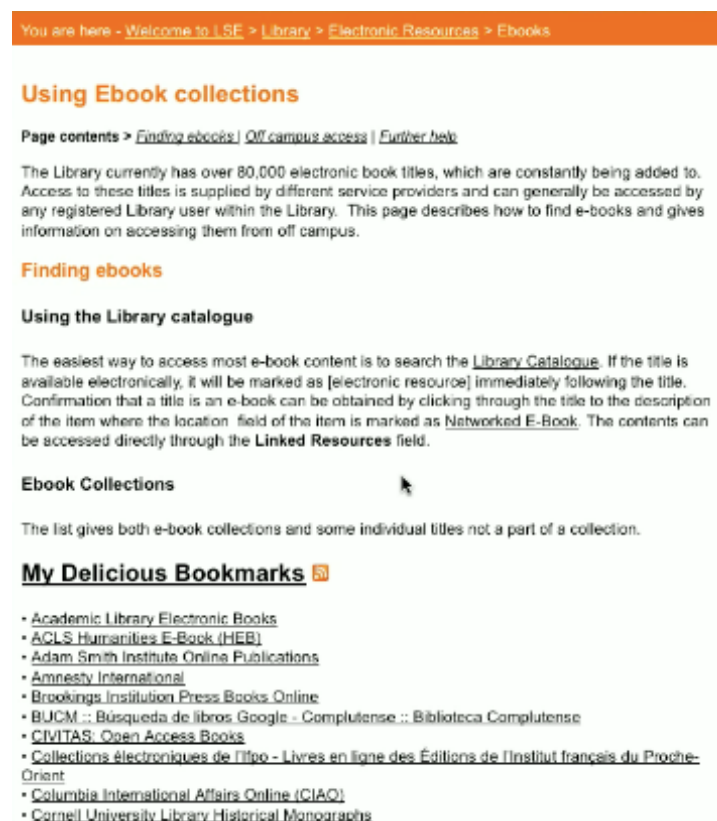 You are here - Welcome to LSE > Library > Electronic Resources > Ebooks
Using Ebook collections
Page contents > Finding ebooks | Off campus access | Further help
The Library currently has over 80,000 electronic book titles, which are constantly being added to.
Access to these titles is supplied by different service providers and can generally be accessed by
any registered Library user within the Library. This page describes how to find e-books and gives
information on accessing them from off campus.
Finding ebooks
Using the Library catalogue
The easiest way to access most e-book content is to search the Library Catalogue. If the title is
available electronically, it will be marked as [electronic resource] immediately following the title.
Confirmation that a title is an e-book can be obtained by clicking through the title to the description
of the item where the location field of the item is marked as Networked E-Book. The contents can
be accessed directly through the Linked Resources field.
Ebook Collections
The list gives both e-book collections and some individual titles not a part of a collection.
My Delicious Bookmarks
• Academic Library Electronic Books
• ACLS Humanities E-Book (HEB)
• Adam Smith Institute Online Publications
• Amnesty International
• Brookings Institution Press Books Online
• BUCM :: Búsqueda de libros Google - Complutense :: Biblioteca Complutense
• CIVITAS: Open Access Books
• Collections électroniques de l'Ifpo - Livres en ligne des Éditions de l'Institut français du Proche-
Orient
• Columbia International Affairs Online (CIAO)
• Cornell University Library Historical Monographs